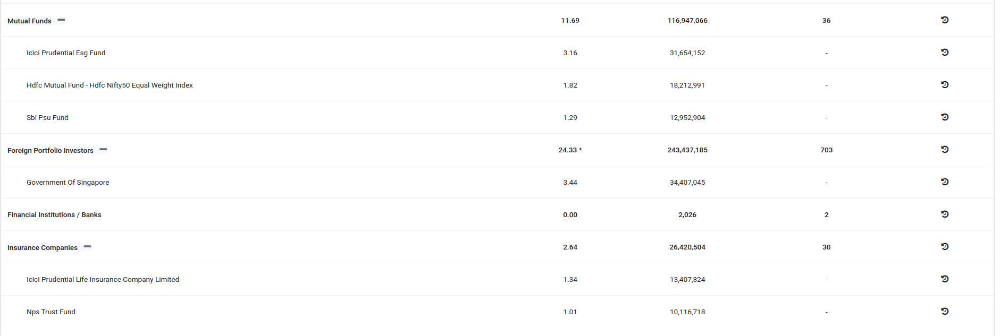 Mutual Funds 11.69 116,947,066 36
Icici Prudential Esg Fund 3.16 31,654,152 -
Hdfc Mutual Fund - Hdfc Nifty50 Equal Weight Index 1.82 18,212,991 -
Sbi Psu Fund 1.29 12,952,904 -
Foreign Portfolio Investors 24.33 * 243,437,185 703
Government Of Singapore 3.44 34,407,045 -
Financial Institutions / Banks 0.00 2,026 2
Insurance Companies 2.64 26,420,504 30
Icici Prudential Life Insurance Company Limited 1.34 13,407,824 -
Nps Trust Fund 1.01 10,116,718 -